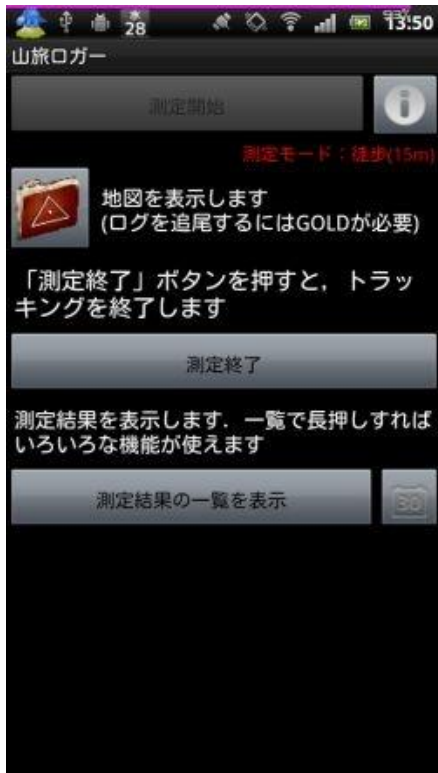 28
13:50
山旅ロガー
測定開始
測定モード：徒歩(15m)
地図を表示します
(ログを追尾するにはGOLDが必要)
「測定終了」ボタンを押すと，トラッ
キングを終了します
測定終了
測定結果を表示します．一覧で長押しすれば
いろいろな機能が使えます
測定結果の一覧を表示
30